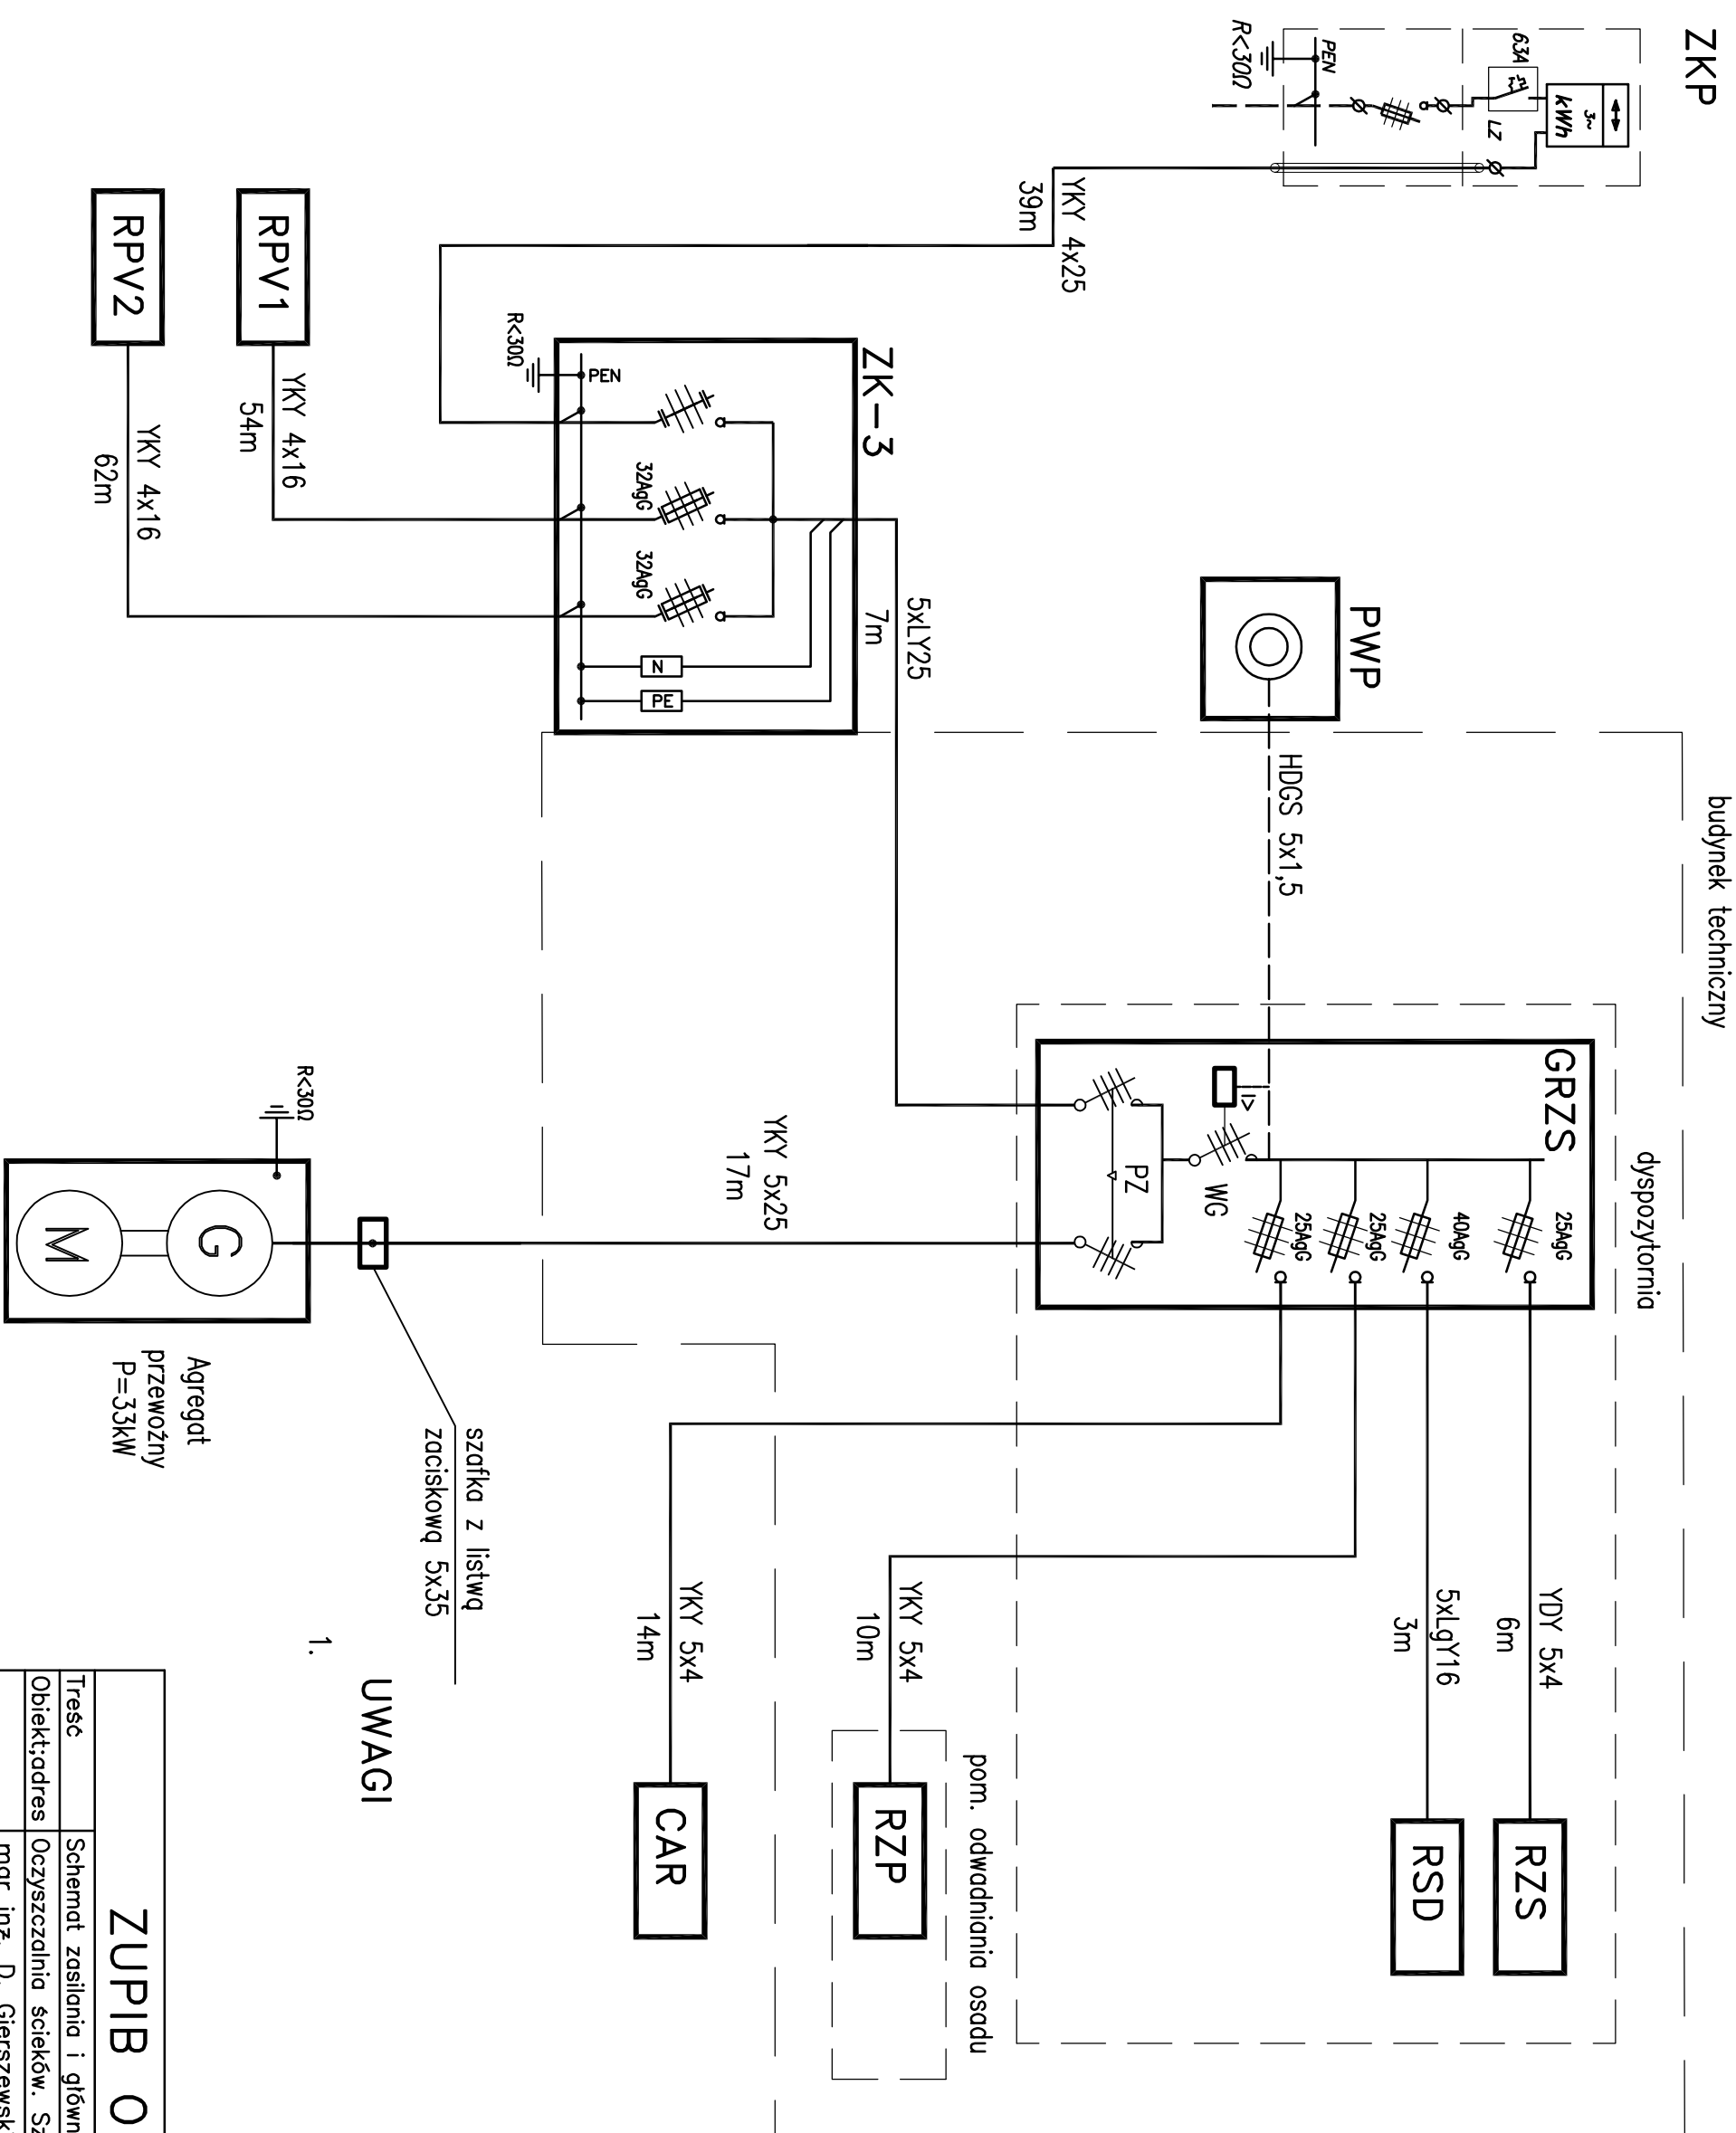 ZKP
63A
3~
kWh
LZ
PEN
R<30Ω
YKY 4x25
39m
RPV1
YKY 4x16
54m
RPV2
YKY 4x16
62m
ZK-3
PEN
R<30Ω
32AgG
32AgG
N
PE
5xLY25
7m
PWP
HDGS 5x1,5
budynek techniczny
dyspozytornia
GRZS
I>
WG
PZ
25AgG
40AgG
25AgG
25AgG
YDY 5x4
6m
RZS
5xLgY16
3m
RSD
pom. odwadniania osadu
YKY 5x4
10m
RZP
YKY 5x4
14m
CAR
YKY 5x25
17m
R<30Ω
G
M
Agregat
przewoźny
P=33kW
szafka z listwą
zaciskową 5x35
UWAGI
1.
ZUPIB O
Treść
Schemat zasilania i główn
Obiekt;adres
Oczyszczalnia ścieków. Sz
mgr inż. D. Gierszewsk